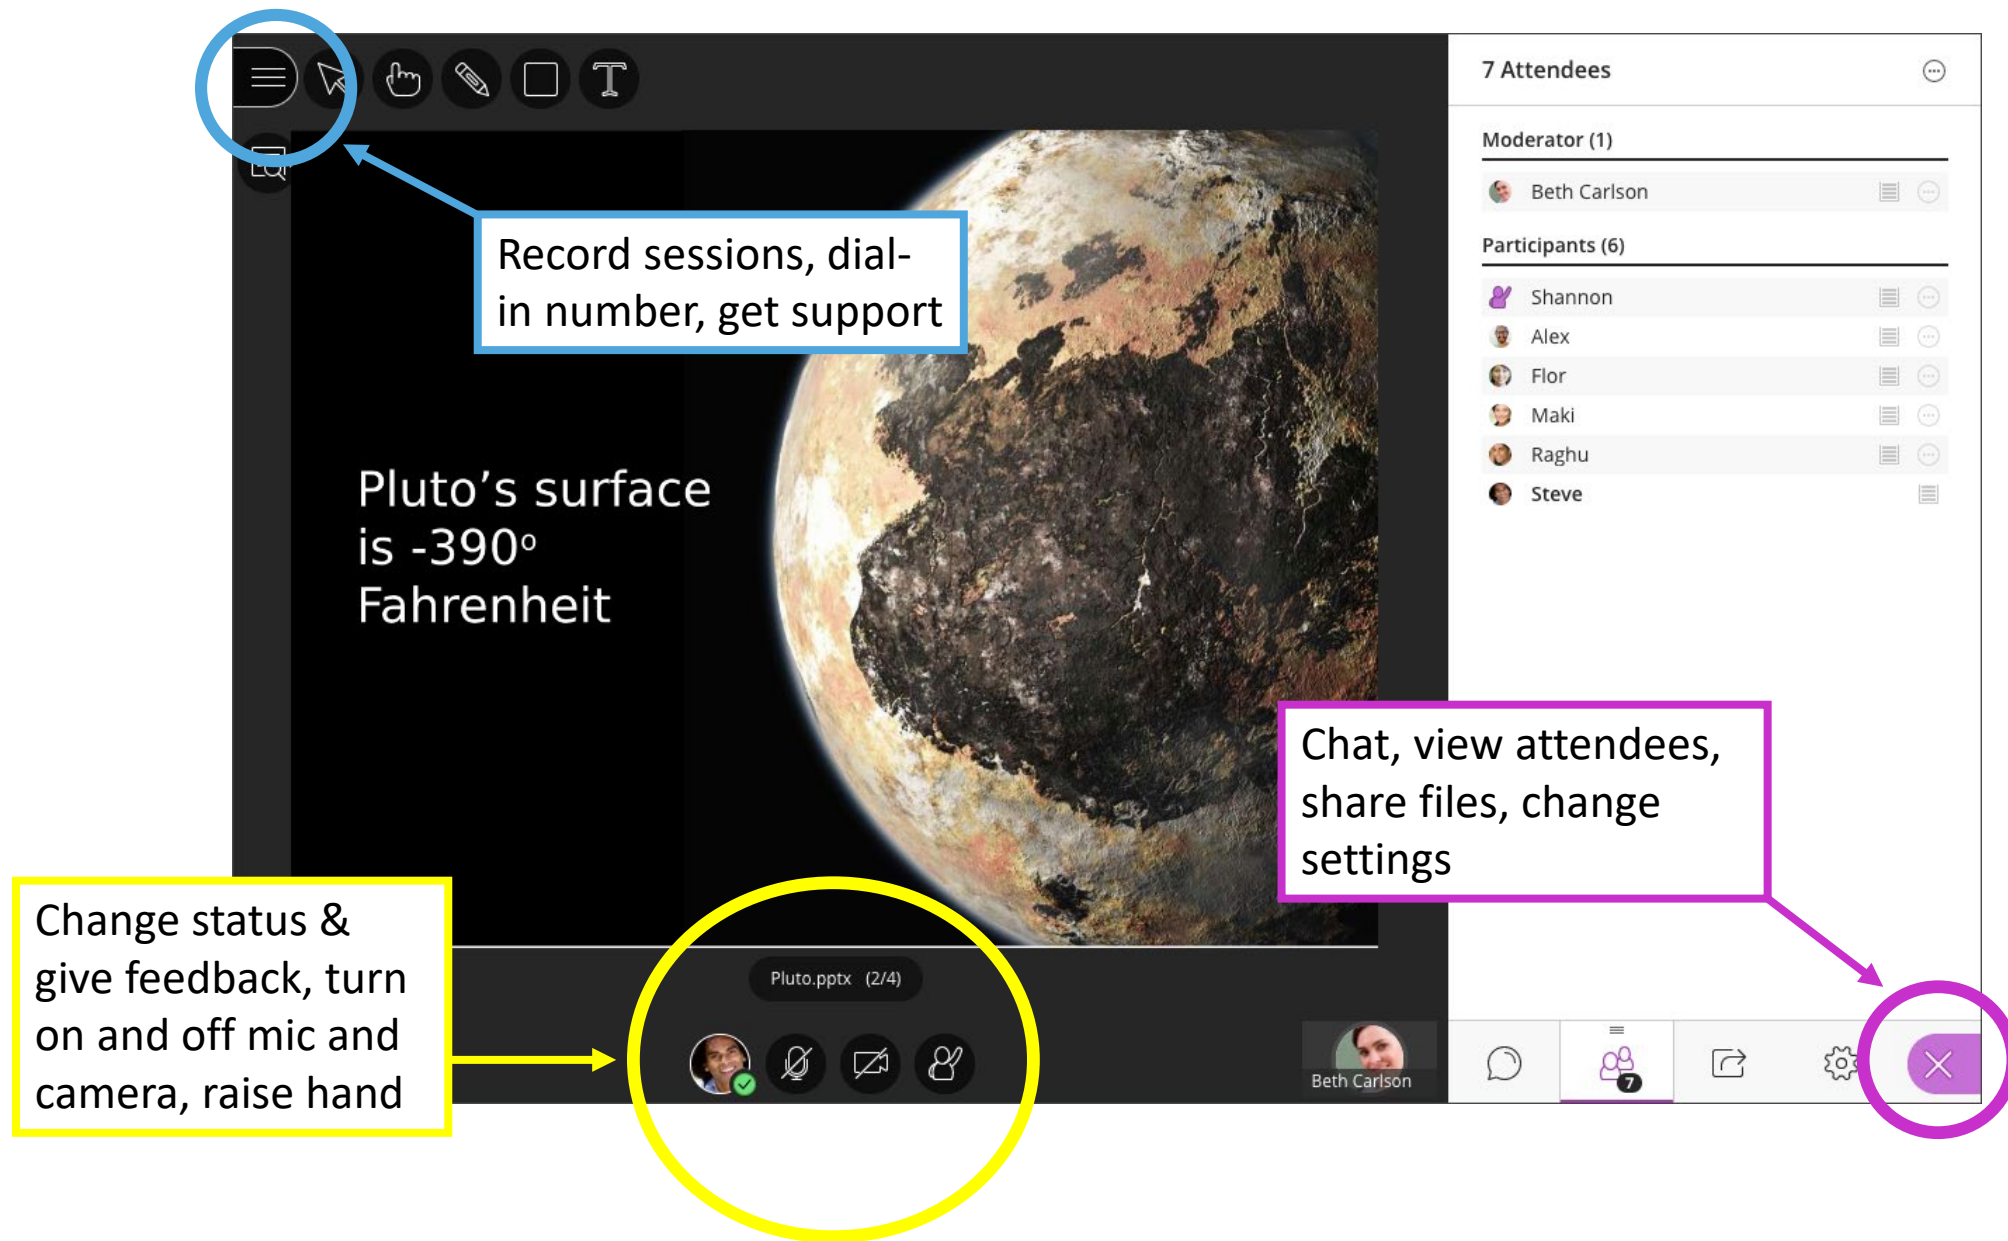 7 Attendees
Moderator (1)
Beth Carlson
Participants (6)
Shannon
Alex
Flor
Maki
Raghu
Steve
Record sessions, dial-
in number, get support
Pluto's surface
is -390º
Fahrenheit
Chat, view attendees,
share files, change
settings
Change status &
give feedback, turn
on and off mic and
camera, raise hand
Pluto.pptx (2/4)
Beth Carlson
7
T